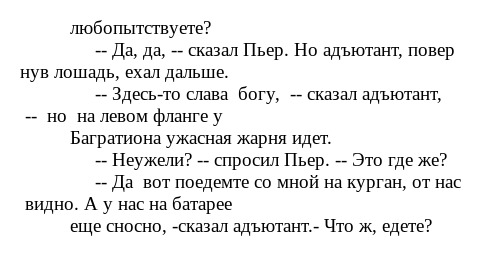 любопытствуете?
-- Да, да, -- сказал Пьер. Но адъютант, повер
нув лошадь, ехал дальше.
-- Здесь-то слава  богу,  -- сказал адъютант,
--  но  на левом фланге у
Багратиона ужасная жарня идет.
-- Неужели? -- спросил Пьер. -- Это где же?
-- Да  вот поедемте со мной на курган, от нас
видно. А у нас на батарее
еще сносно, -сказал адъютант.- Что ж, едете?